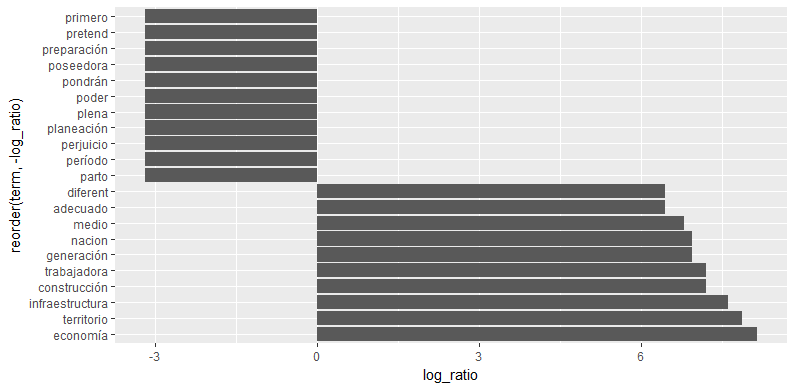 primero
pretend
preparación
poseedora
pondrán
poder
plena
planeación
perjuicio
período
parto
diferent
adecuado
medio
nacion
generación
trabajadora
construcción
infraestructura
territorio
economía
reorder(term, -log_ratio)
-3 0 3 6
log_ratio